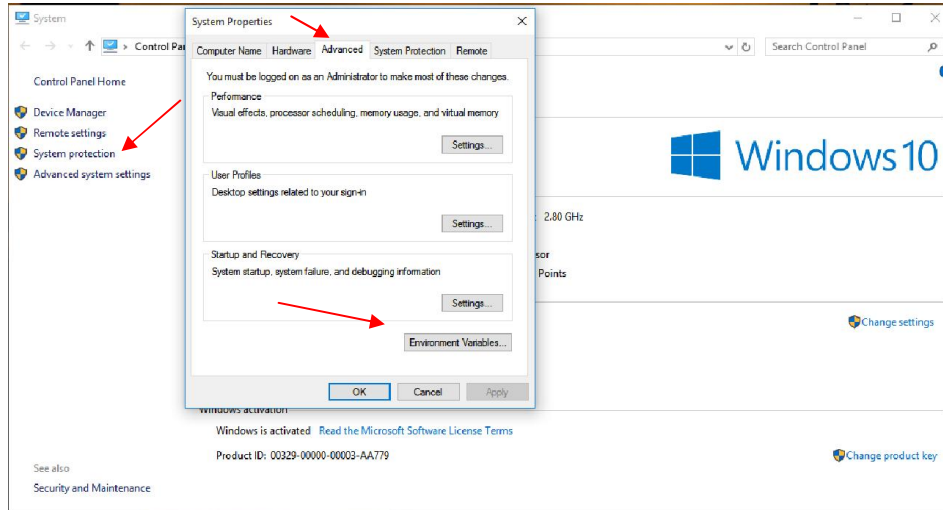 System
Control Pa
Search Control Panel
Control Panel Home
Device Manager
Remote settings
System protection
Advanced system settings
See also
Security and Maintenance
System Properties
Computer Name Hardware Advanced System Protection Remote
You must be logged on as an Administrator to make most of these changes.
Performance
Visual effects, processor scheduling, memory usage, and virtual memory
Settings...
User Profiles
Desktop settings related to your sign-in
Settings...
Startup and Recovery
System startup, system failure, and debugging information
Settings...
Environment Variables...
OK Cancel Apply
Windows 10
2.80 GHz
sor
Points
Change settings
Windows activation
Windows is activated Read the Microsoft Software License Terms
Product ID: 00329-00000-00003-AA779
Change product key